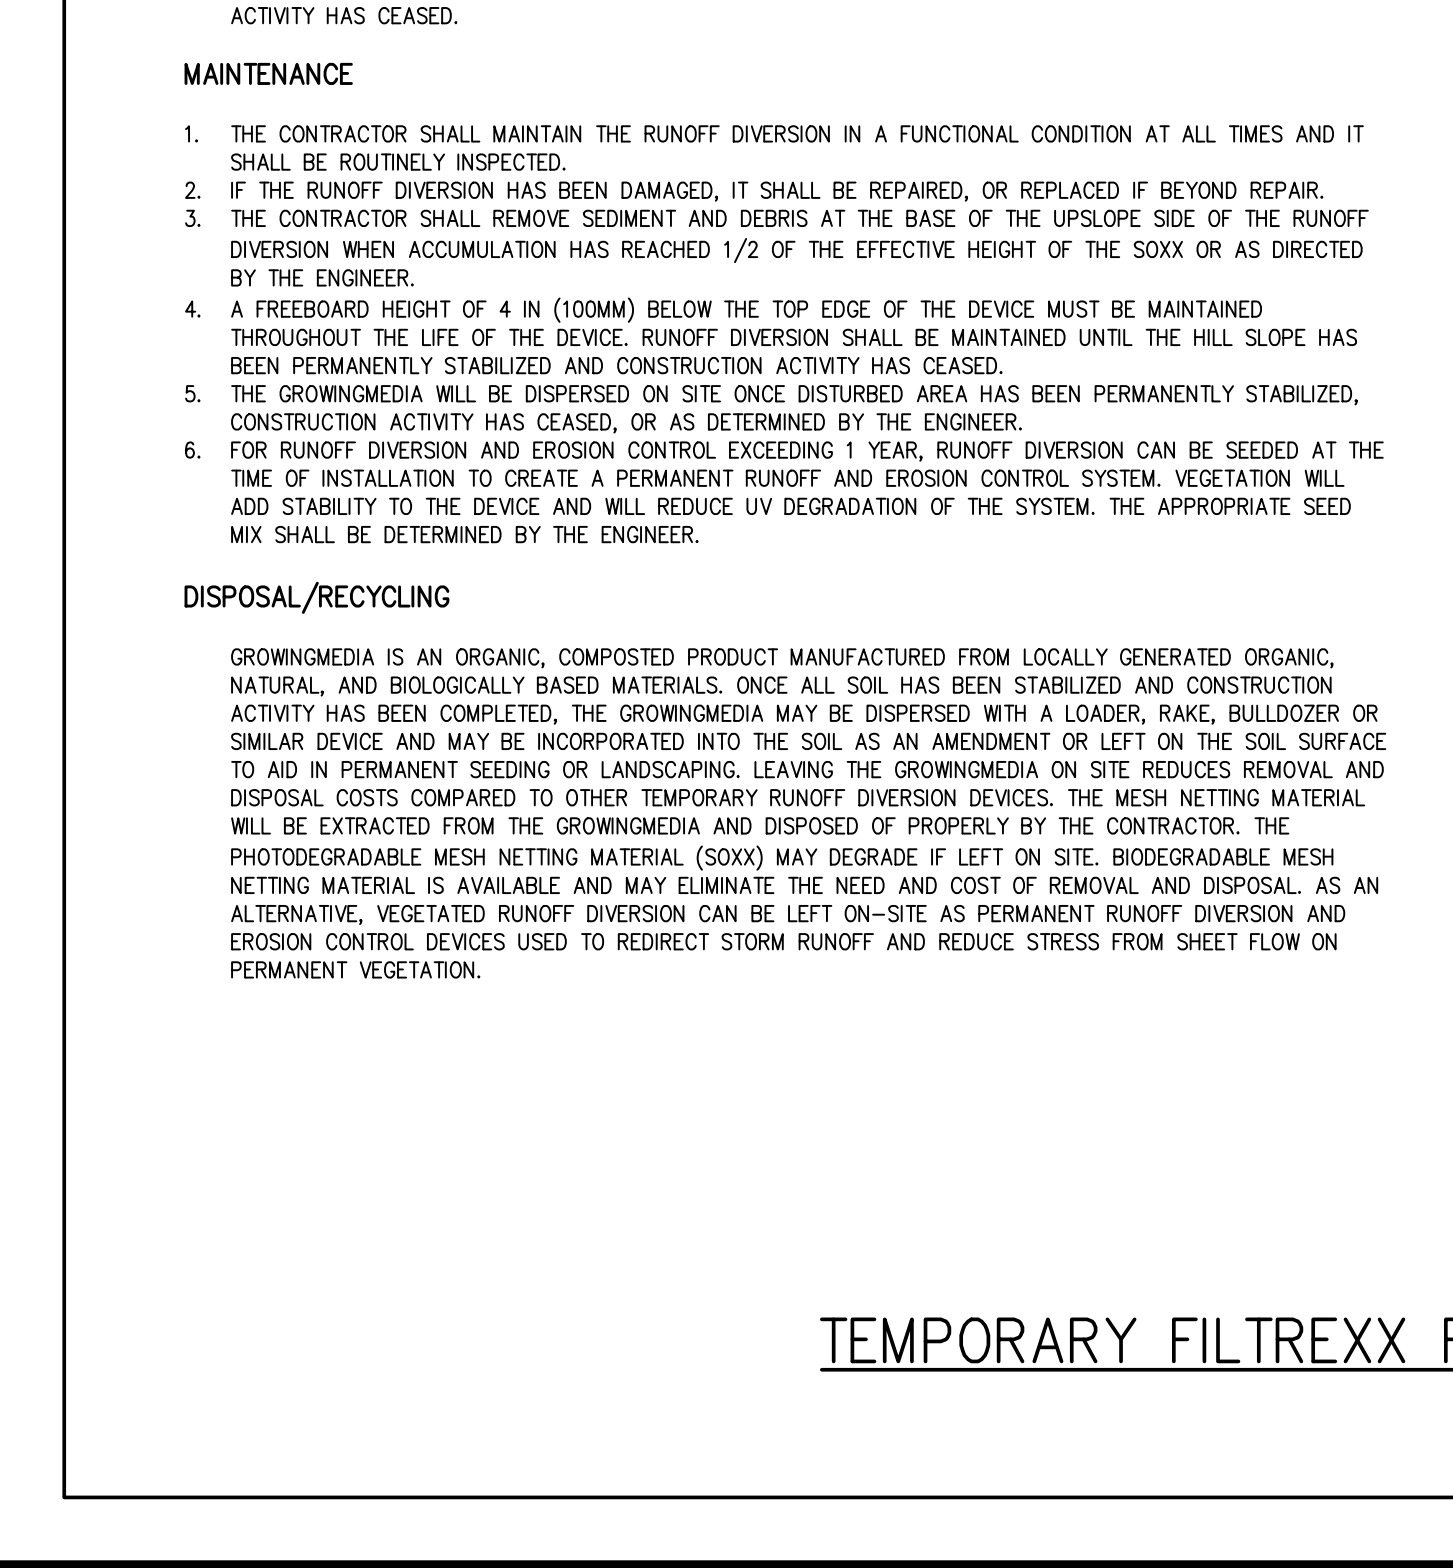 ACTIVITY HAS CEASED.
MAINTENANCE
1. THE CONTRACTOR SHALL MAINTAIN THE RUNOFF DIVERSION IN A FUNCTIONAL CONDITION AT ALL TIMES AND IT
SHALL BE ROUTINELY INSPECTED.
2. IF THE RUNOFF DIVERSION HAS BEEN DAMAGED, IT SHALL BE REPAIRED, OR REPLACED IF BEYOND REPAIR.
3. THE CONTRACTOR SHALL REMOVE SEDIMENT AND DEBRIS AT THE BASE OF THE UPSLOPE SIDE OF THE RUNOFF
DIVERSION WHEN ACCUMULATION HAS REACHED 1/2 OF THE EFFECTIVE HEIGHT OF THE SOXX OR AS DIRECTED
BY THE ENGINEER.
4. A FREEBOARD HEIGHT OF 4 IN (100MM) BELOW THE TOP EDGE OF THE DEVICE MUST BE MAINTAINED
THROUGHOUT THE LIFE OF THE DEVICE. RUNOFF DIVERSION SHALL BE MAINTAINED UNTIL THE HILL SLOPE HAS
BEEN PERMANENTLY STABILIZED AND CONSTRUCTION ACTIVITY HAS CEASED.
5. THE GROWINGMEDIA WILL BE DISPERSED ON SITE ONCE DISTURBED AREA HAS BEEN PERMANENTLY STABILIZED,
CONSTRUCTION ACTIVITY HAS CEASED, OR AS DETERMINED BY THE ENGINEER.
6. FOR RUNOFF DIVERSION AND EROSION CONTROL EXCEEDING 1 YEAR, RUNOFF DIVERSION CAN BE SEEDED AT THE
TIME OF INSTALLATION TO CREATE A PERMANENT RUNOFF AND EROSION CONTROL SYSTEM. VEGETATION WILL
ADD STABILITY TO THE DEVICE AND WILL REDUCE UV DEGRADATION OF THE SYSTEM. THE APPROPRIATE SEED
MIX SHALL BE DETERMINED BY THE ENGINEER.
DISPOSAL/RECYCLING
GROWINGMEDIA IS AN ORGANIC, COMPOSTED PRODUCT MANUFACTURED FROM LOCALLY GENERATED ORGANIC,
NATURAL, AND BIOLOGICALLY BASED MATERIALS. ONCE ALL SOIL HAS BEEN STABILIZED AND CONSTRUCTION
ACTIVITY HAS BEEN COMPLETED, THE GROWINGMEDIA MAY BE DISPERSED WITH A LOADER, RAKE, BULLDOZER OR
SIMILAR DEVICE AND MAY BE INCORPORATED INTO THE SOIL AS AN AMENDMENT OR LEFT ON THE SOIL SURFACE
TO AID IN PERMANENT SEEDING OR LANDSCAPING. LEAVING THE GROWINGMEDIA ON SITE REDUCES REMOVAL AND
DISPOSAL COSTS COMPARED TO OTHER TEMPORARY RUNOFF DIVERSION DEVICES. THE MESH NETTING MATERIAL
WILL BE EXTRACTED FROM THE GROWINGMEDIA AND DISPOSED OF PROPERLY BY THE CONTRACTOR. THE
PHOTODEGRADABLE MESH NETTING MATERIAL (SOXX) MAY DEGRADE IF LEFT ON SITE. BIODEGRADABLE MESH
NETTING MATERIAL IS AVAILABLE AND MAY ELIMINATE THE NEED AND COST OF REMOVAL AND DISPOSAL. AS AN
ALTERNATIVE, VEGETATED RUNOFF DIVERSION CAN BE LEFT ON-SITE AS PERMANENT RUNOFF DIVERSION AND
EROSION CONTROL DEVICES USED TO REDIRECT STORM RUNOFF AND REDUCE STRESS FROM SHEET FLOW ON
PERMANENT VEGETATION.
TEMPORARY FILTREXX